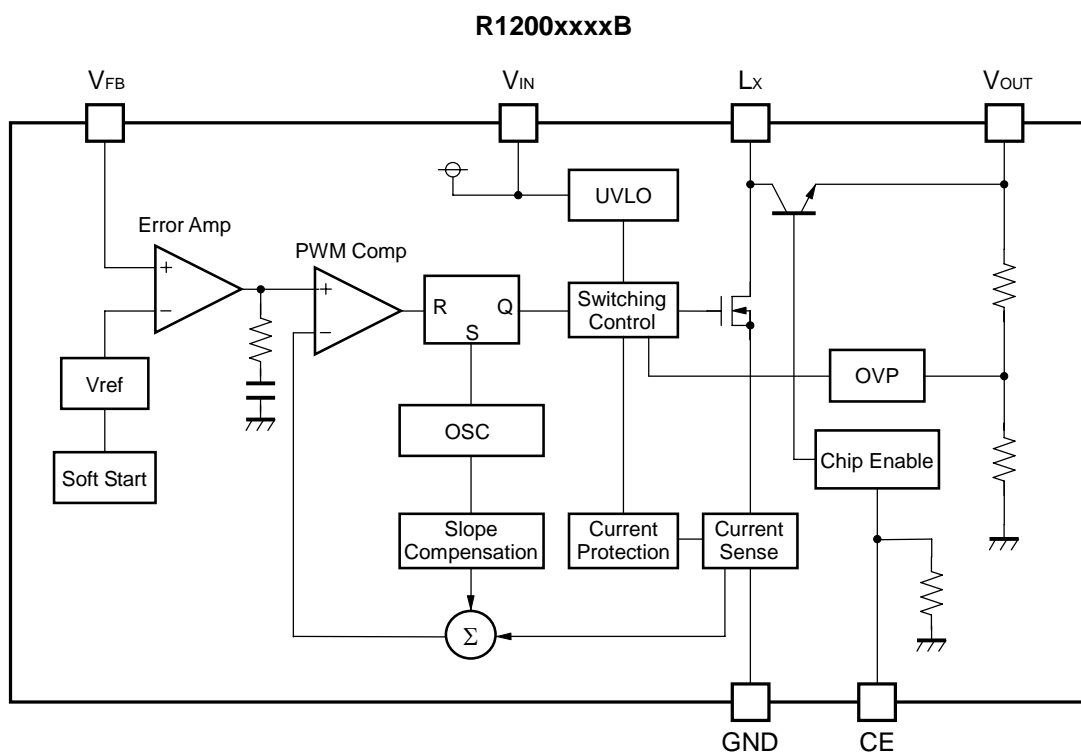 R1200xxxxB
VFB
VIN
LX
VOUT
UVLO
Error Amp
PWM Comp
+
−
+
−
R
Q
S
Switching
Control
Vref
OVP
OSC
Chip Enable
Soft Start
Slope
Compensation
Current
Protection
Current
Sense
Σ
GND
CE